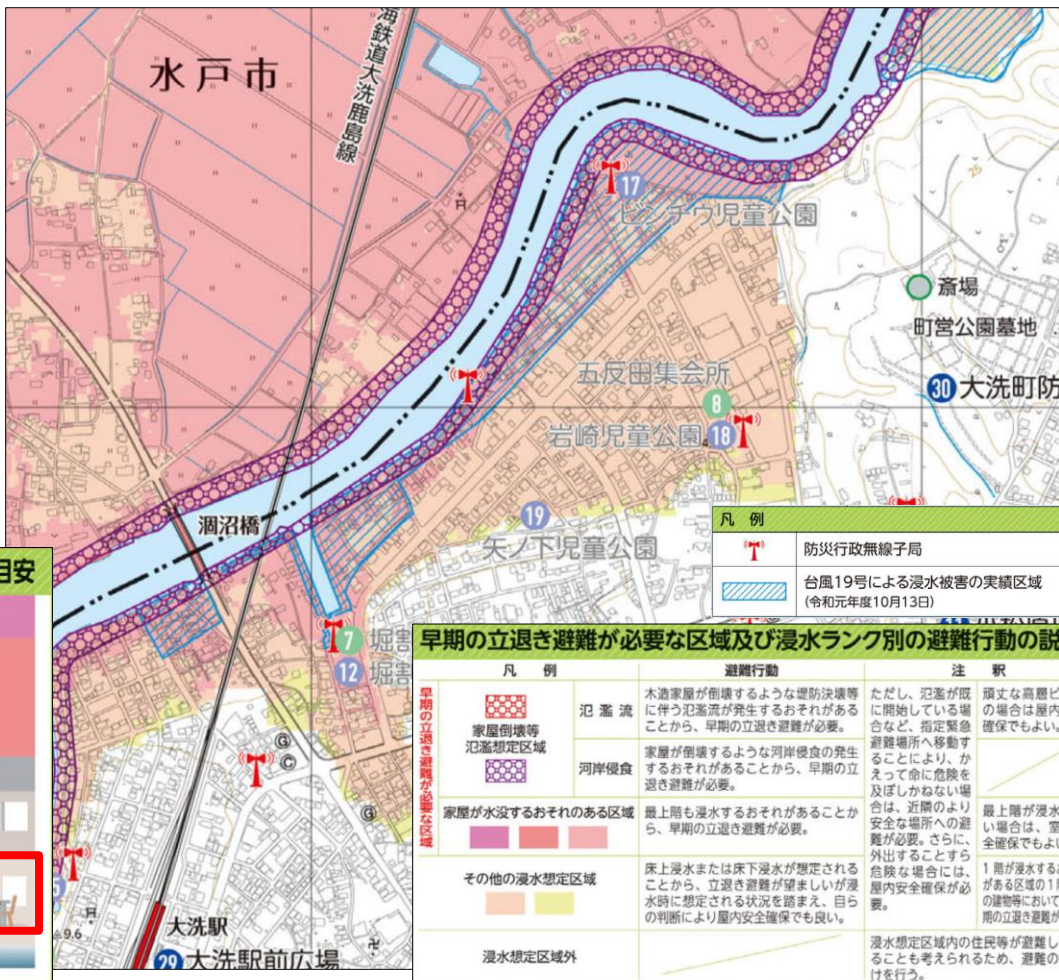 水戸市
海鉄道大洗鹿島線
17
ビンチウ児童公園
斎場
町営公園墓地
25
五反田集会所
8
30 大洗町防
岩崎児童公園 18
涸沼橋
19
矢ノ下児童公園
7 堀割
12 堀割
目安
5
9.6
大洗駅
29 大洗駅前広場
凡 例
防災行政無線子局
台風19号による浸水被害の実績区域
(令和元年度10月13日)
早期の立退き避難が必要な区域及び浸水ランク別の避難行動の説
凡 例
避難行動
注 釈
早期の立退き避難が必要な区域
家屋倒壊等
氾濫想定区域
氾 濫 流
木造家屋が倒壊するような堤防決壊等
に伴う氾濫流が発生するおそれがある
ことから、早期の立退き避難が必要。
河岸侵食
家屋が倒壊するような河岸侵食の発生
するおそれがあることから、早期の立
退き避難が必要。
家屋が水没するおそれのある区域
最上階も浸水するおそれがあることか
ら、早期の立退き避難が必要。
その他の浸水想定区域
床上浸水または床下浸水が想定される
ことから、立退き避難が望ましいが浸
水時に想定される状況を踏まえ、自ら
の判断により屋内安全確保でも良い。
浸水想定区域外
ただし、氾濫が既
に開始している場
合など、指定緊急
避難場所へ移動す
ることにより、か
えって命に危険を
及ぼしかねない場
合は、近隣のより
安全な場所への避
難が必要。さらに、
外出することすら
危険な場合には、
屋内安全確保が必
要。
頑丈な高層ビ
の場合は屋内
確保でもよい。
最上階が浸水
い場合は、室
全確保でもよい
1 階が浸水するお
がある区域の1階
の建物等において
期の立退き避難が
浸水想定区域内の住民等が避難し
ることも考えられるため、避難の
けを行う。